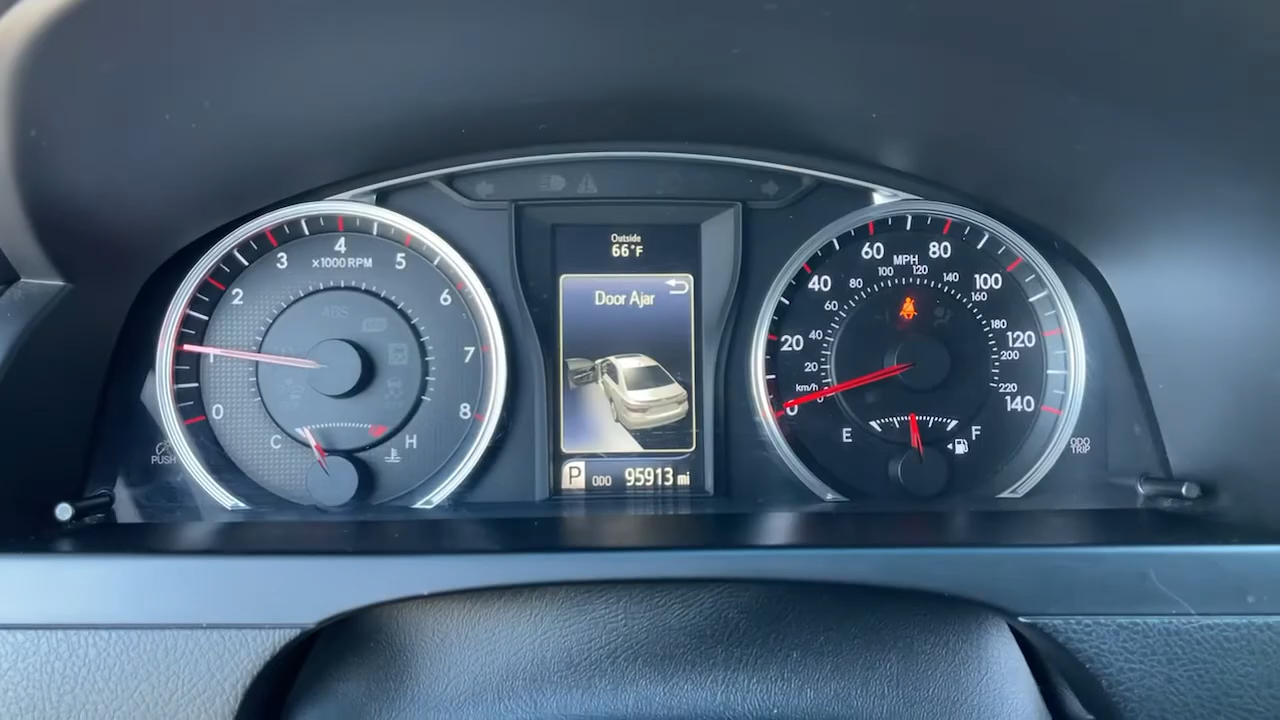 Outside
66°F
Door Ajar
P ODO 95913 mi
0 1 2 3 4 5 6 7 8
x1000 RPM
ABS
C H
PUSH
0 20 40 60 80 100 120 140
MPH
20 40 60 80 100 120 140 160 180 200 220
km/h
E F
ODO
TRIP